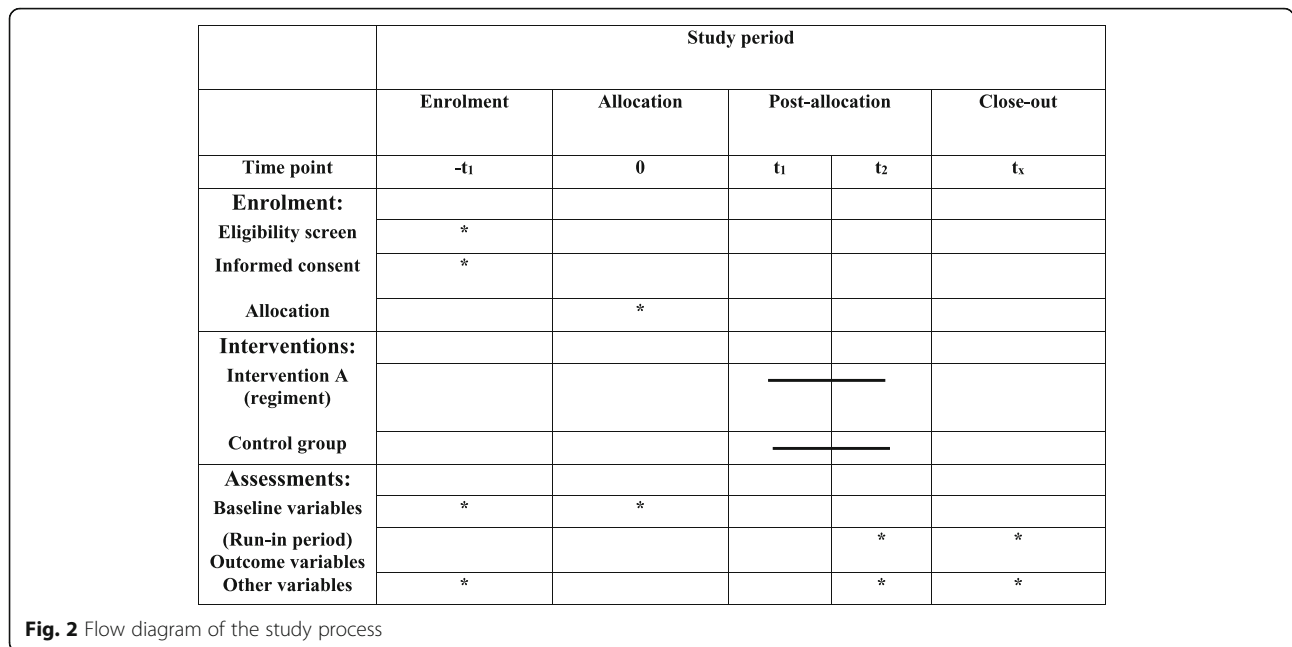 Study period
Enrolment Allocation Post-allocation Close-out
Time point -t1 0 t1 t2 tx
Enrolment:
Eligibility screen *
Informed consent *
Allocation *
Interventions:
Intervention A
(regiment)
Control group
Assessments:
Baseline variables * *
(Run-in period) * *
Outcome variables
Other variables * * *
Fig. 2 Flow diagram of the study process